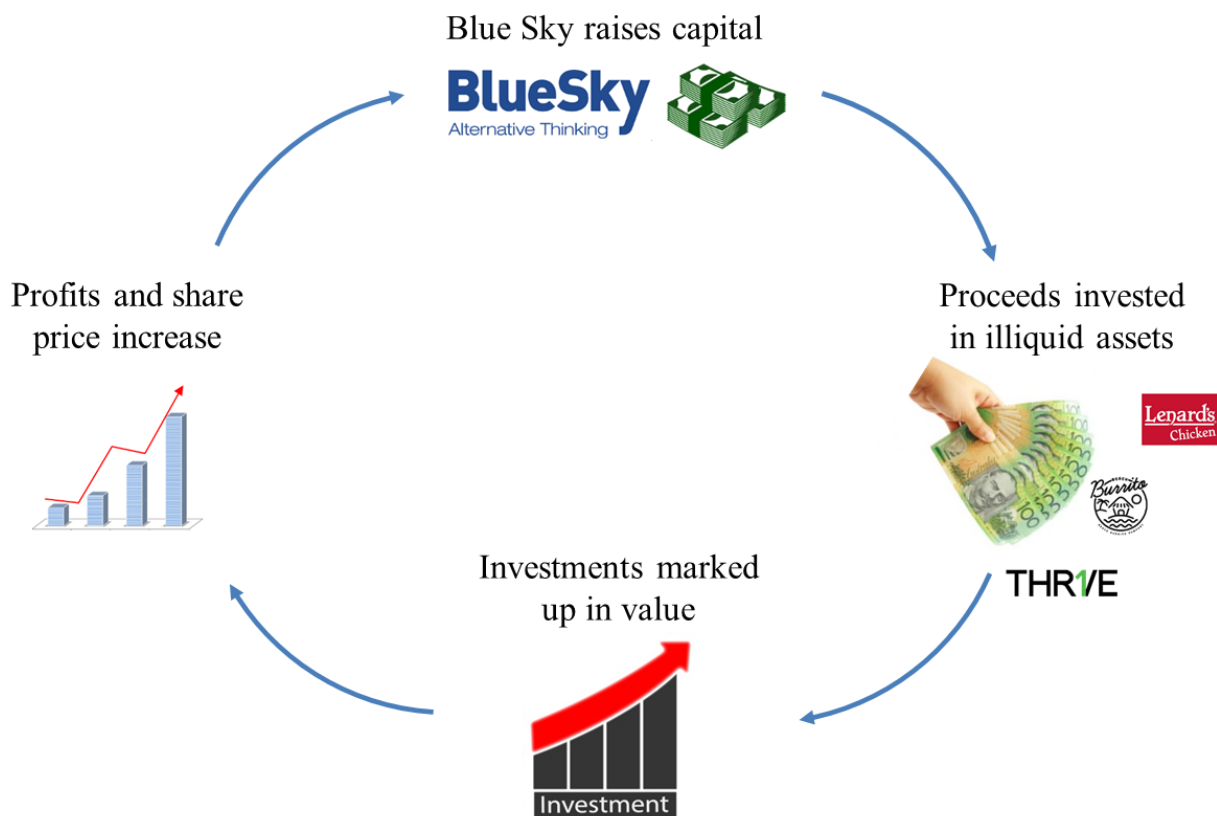 Blue Sky raises capital
BlueSky
Alternative Thinking
Profits and share
price increase
Proceeds invested
in illiquid assets
Lenard's
Chicken
Burrito
THR1VE
Investments marked
up in value
Investment